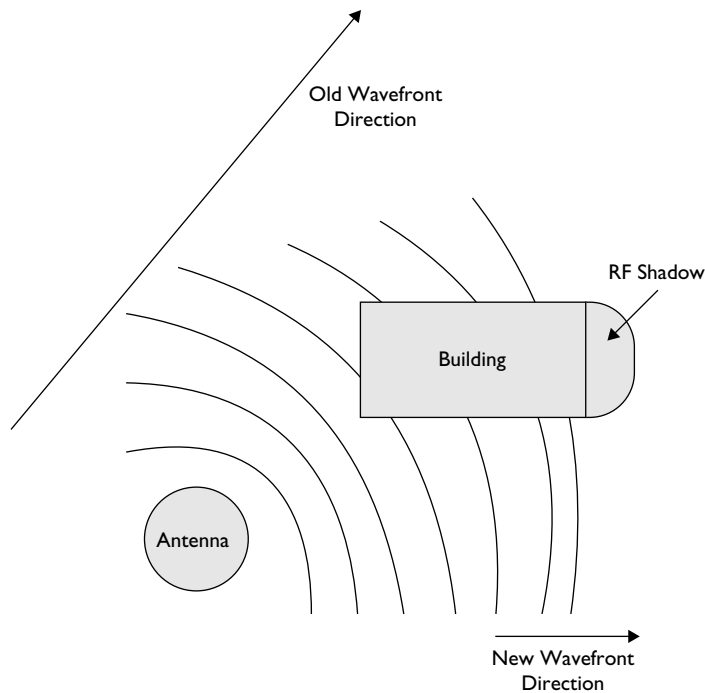 Old Wavefront
Direction
RF Shadow
Building
Antenna
New Wavefront
Direction